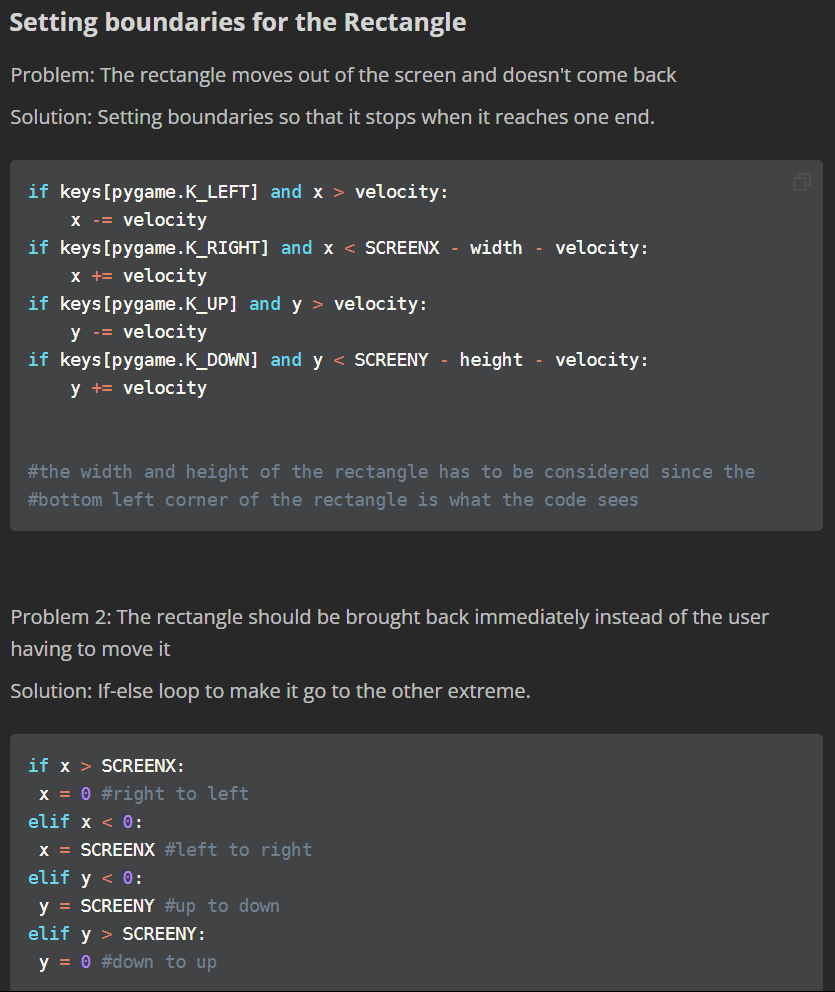 Setting boundaries for the Rectangle
Problem: The rectangle moves out of the screen and doesn't come back
Solution: Setting boundaries so that it stops when it reaches one end.
if keys[pygame.K_LEFT] and x > velocity:
    x -= velocity
if keys[pygame.K_RIGHT] and x < SCREENX - width - velocity:
    x += velocity
if keys[pygame.K_UP] and y > velocity:
    y -= velocity
if keys[pygame.K_DOWN] and y < SCREENY - height - velocity:
    y += velocity
#the width and height of the rectangle has to be considered since the
#bottom left corner of the rectangle is what the code sees
Problem 2: The rectangle should be brought back immediately instead of the user
having to move it
Solution: If-else loop to make it go to the other extreme.
if x > SCREENX:
 x = 0 #right to left
elif x < 0:
 x = SCREENX #left to right
elif y < 0:
 y = SCREENY #up to down
elif y > SCREENY:
 y = 0 #down to up